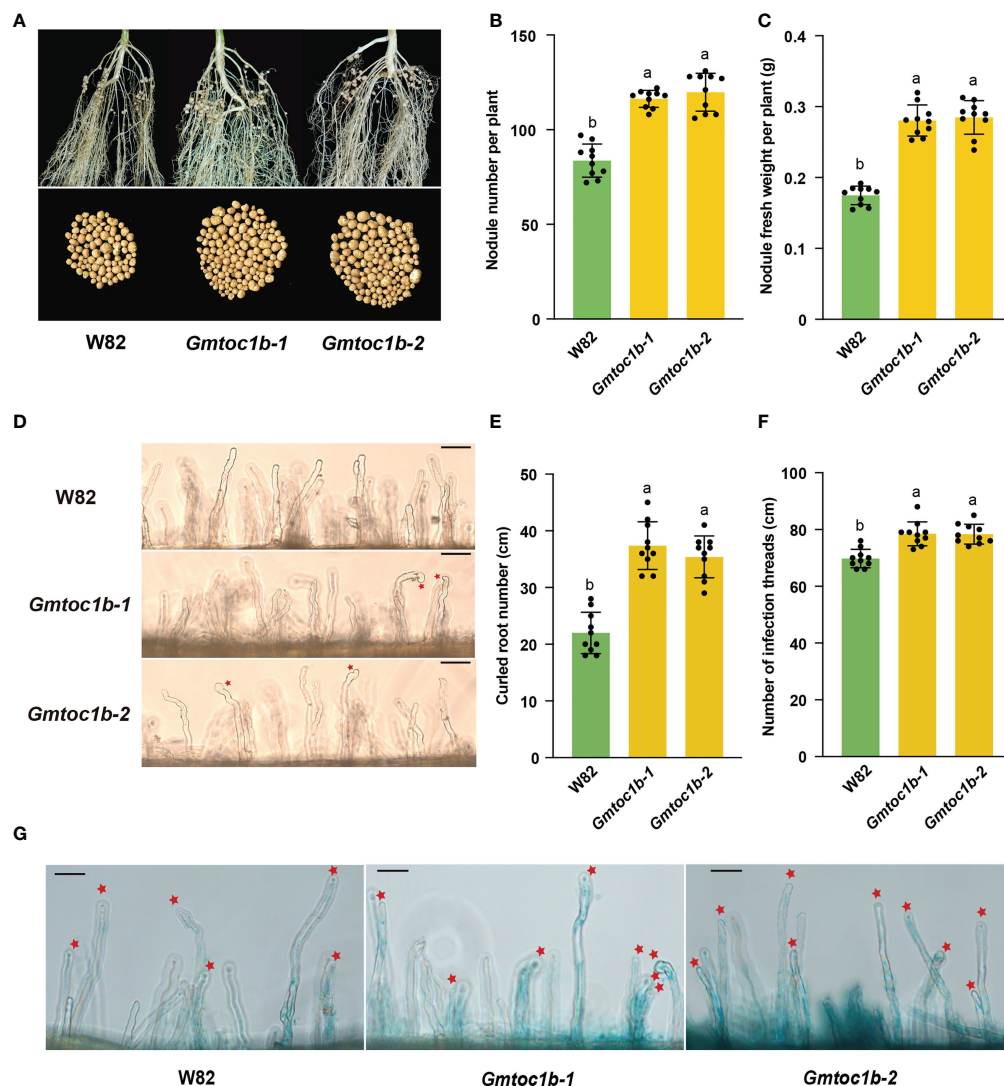 A
W82
Gmtoc1b-1
Gmtoc1b-2
B
Nodule number per plant
150
100
50
0
b
a
a
W82
Gmtoc1b-1
Gmtoc1b-2
C
Nodule fresh weight per plant (g)
0.4
0.3
0.2
0.1
0
b
a
a
W82
Gmtoc1b-1
Gmtoc1b-2
D
W82
Gmtoc1b-1
Gmtoc1b-2
E
Curled root number (cm)
50
40
30
20
10
0
b
a
a
W82
Gmtoc1b-1
Gmtoc1b-2
F
Number of infection threads (cm)
100
80
60
40
20
0
b
a
a
W82
Gmtoc1b-1
Gmtoc1b-2
G
W82
Gmtoc1b-1
Gmtoc1b-2